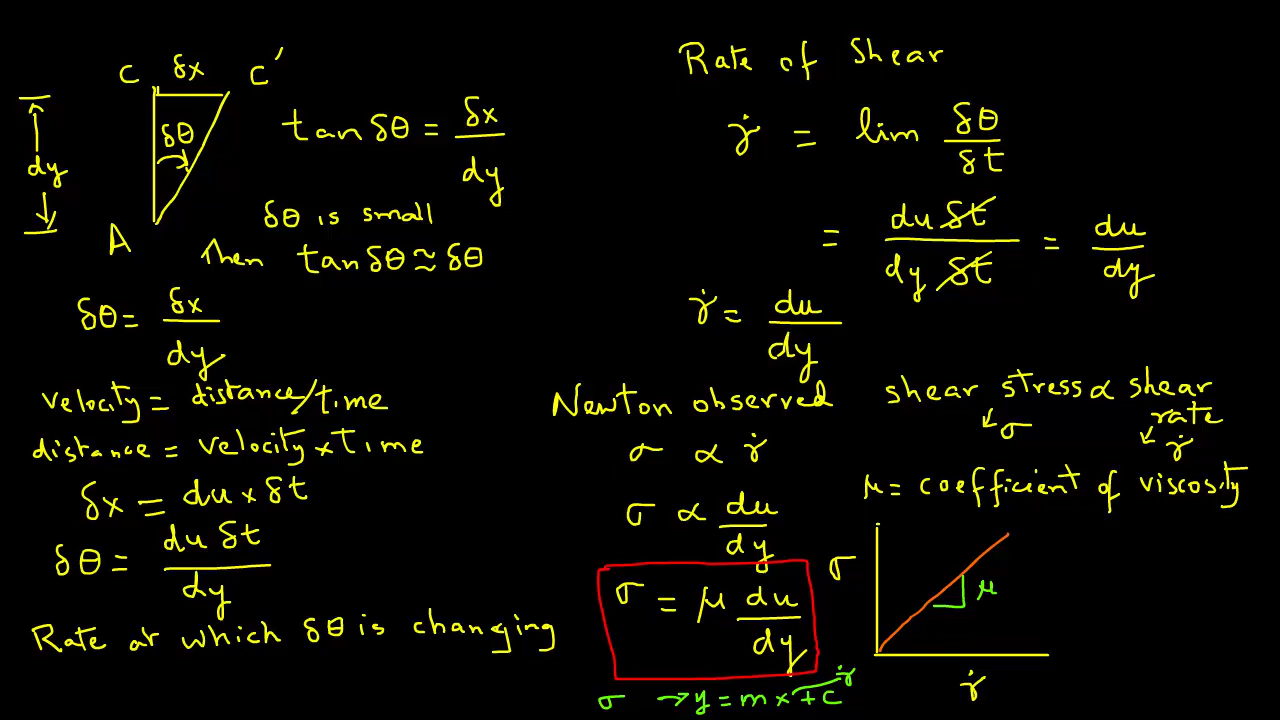 C δx C'
dy
δθ
A
tan δθ = δx/dy
δθ is small
Then tan δθ ≈ δθ
δθ = δx/dy
velocity = distance/time
distance = velocity × time
δx = du × δt
δθ = du δt/dy
Rate at which δθ is changing
Rate of Shear
γ̇ = lim δθ/δt
= du δt/dy δt = du/dy
γ̇ = du/dy
Newton observed
σ ∝ γ̇
σ ∝ du/dy
σ = μ du/dy
σ → y = mx + c γ̇
shear stress ∝ shear rate
σ γ̇
μ = coefficient of viscosity
σ
μ
γ̇